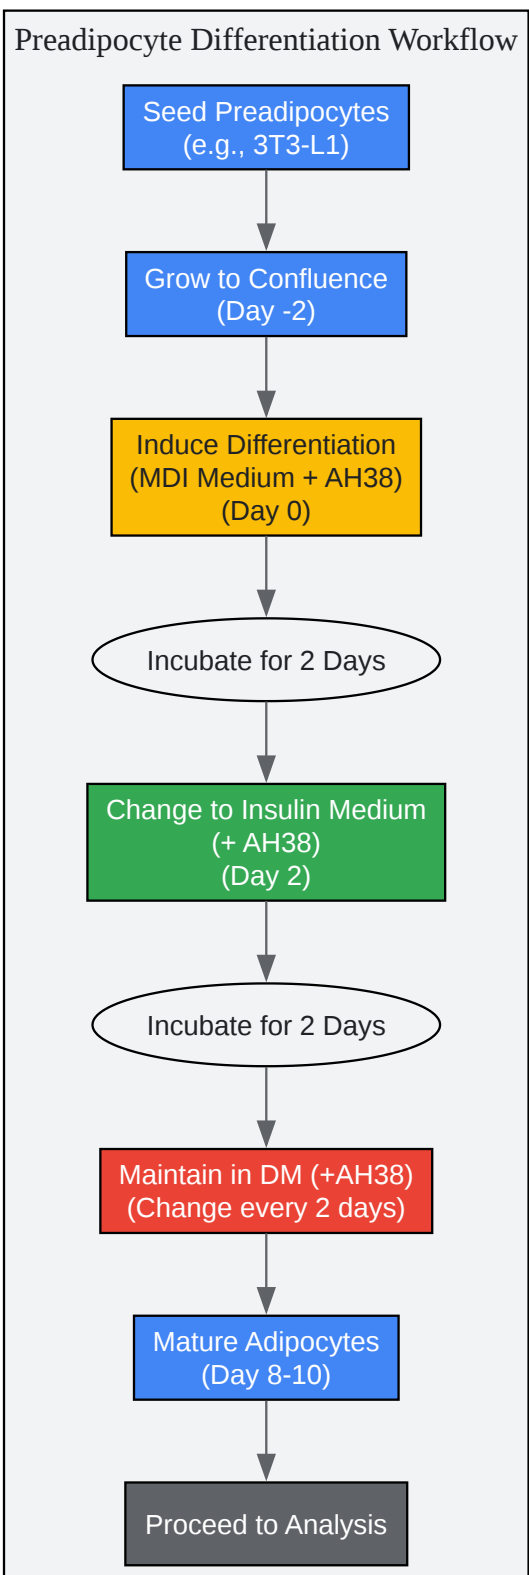 Preadipocyte Differentiation Workflow
Seed Preadipocytes
(e.g., 3T3-L1)
Grow to Confluence
(Day -2)
Induce Differentiation
(MDI Medium + AH38)
(Day 0)
Incubate for 2 Days
Change to Insulin Medium
(+ AH38)
(Day 2)
Incubate for 2 Days
Maintain in DM (+AH38)
(Change every 2 days)
Mature Adipocytes
(Day 8-10)
Proceed to Analysis